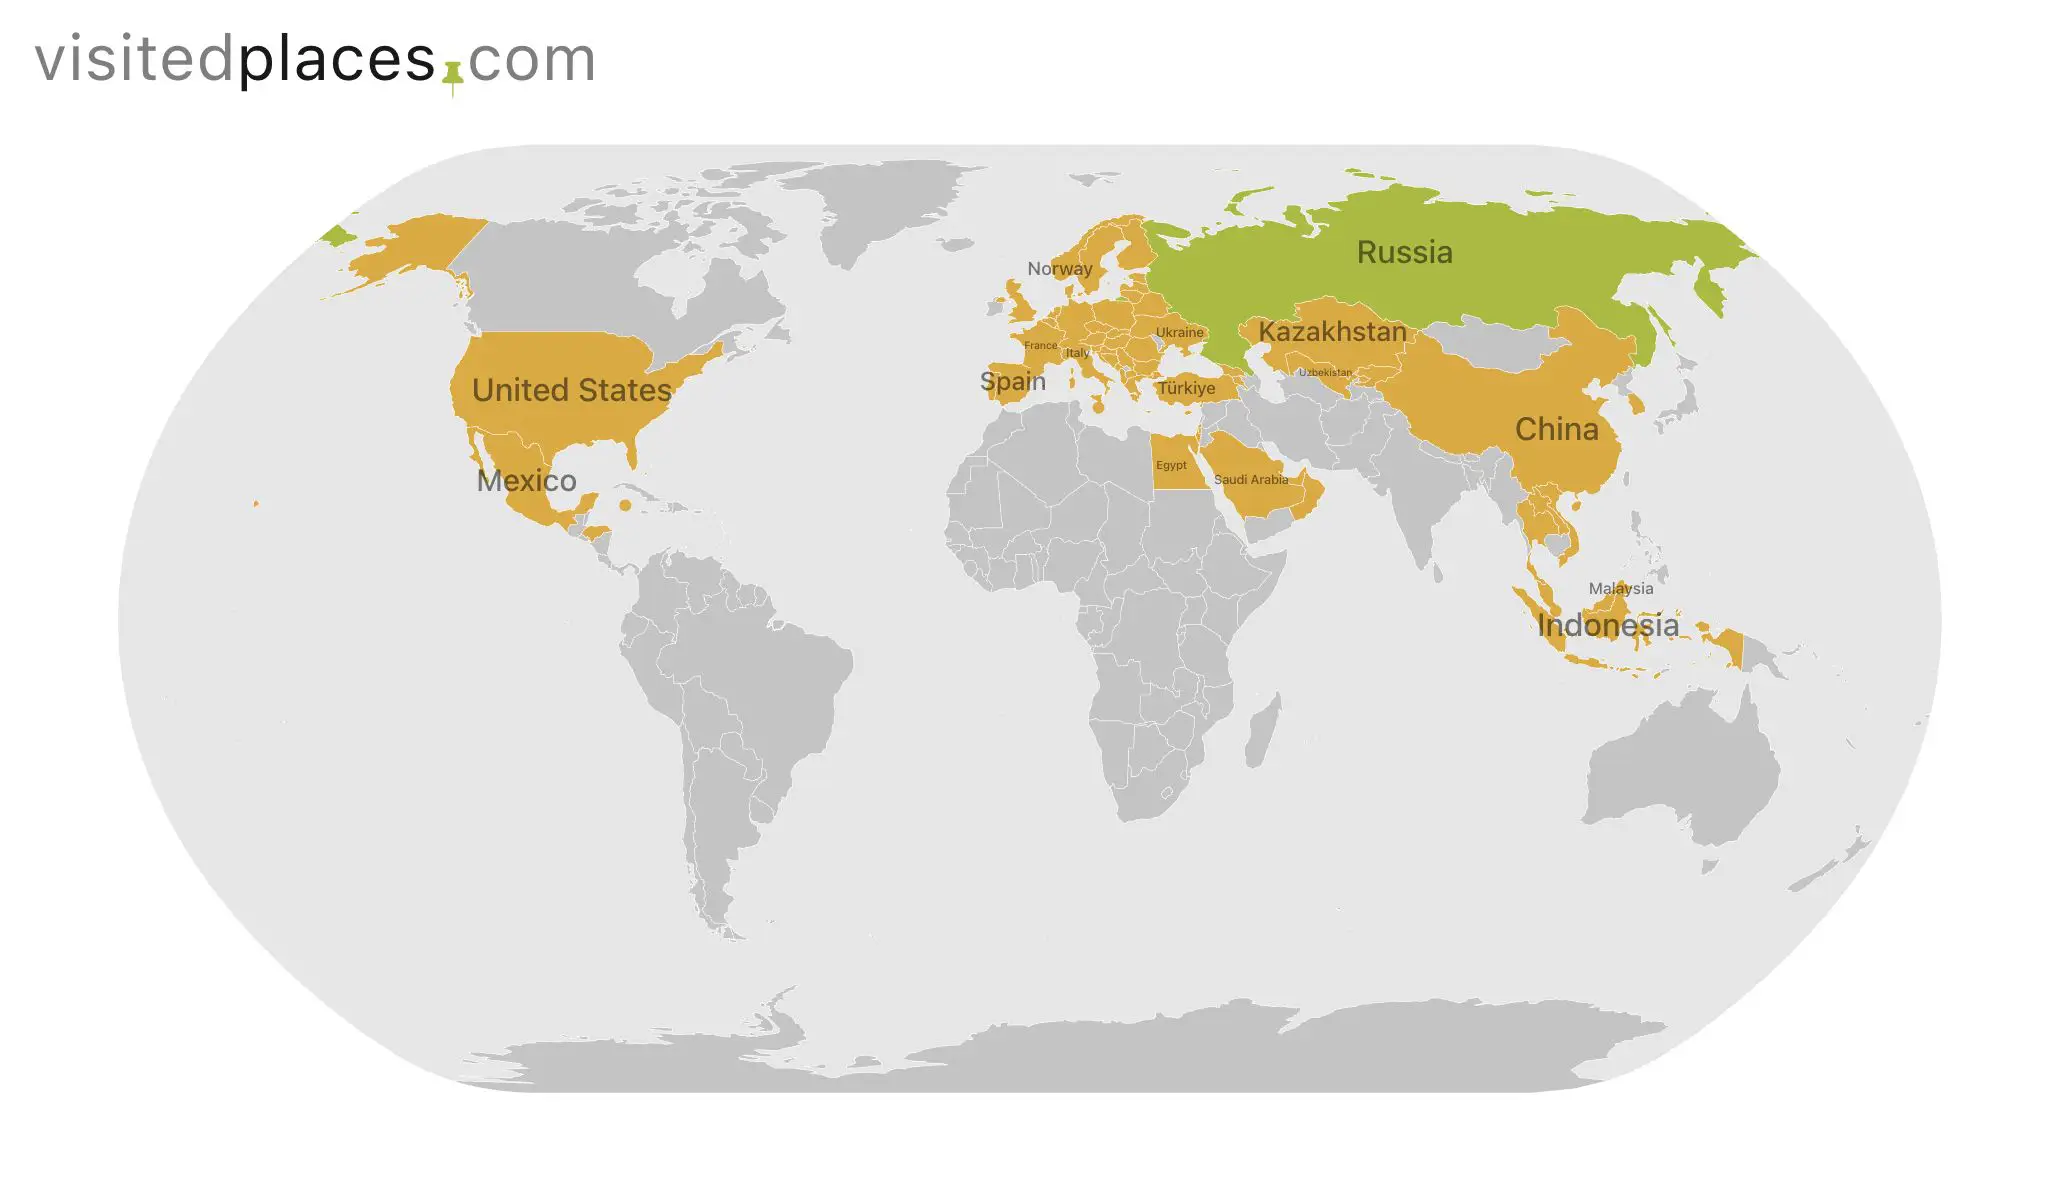 visitedplaces.com
Russia
Norway
Ukraine
Kazakhstan
France
Italy
Uzbekistan
Spain
Türkiye
United States
China
Egypt
Saudi Arabia
Mexico
Malaysia
Indonesia